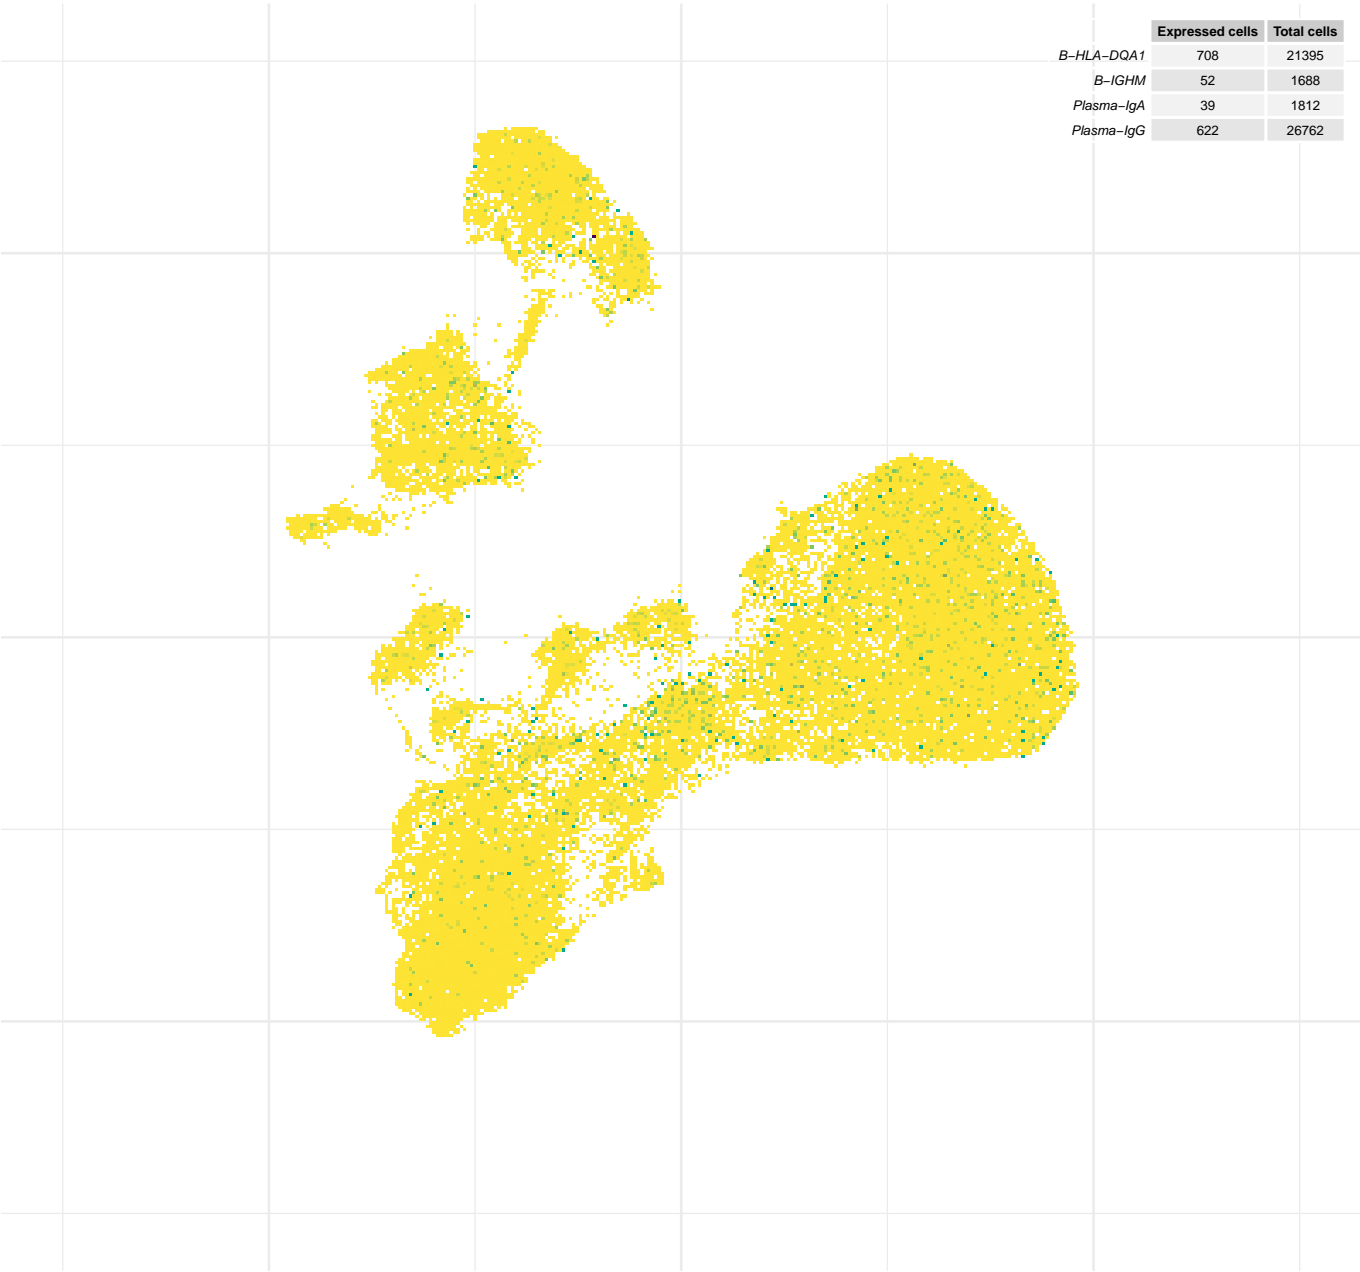 Expressed cells Total cells
B−HLA−DQA1 708 21395
B−IGHM 52 1688
Plasma−IgA 39 1812
Plasma−IgG 622 26762